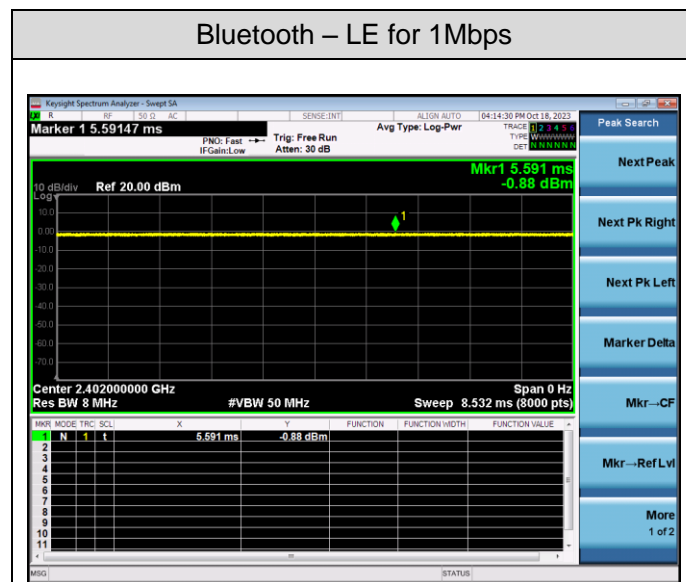 Bluetooth – LE for 1Mbps
Keysight Spectrum Analyzer - Swept SA
R RF 50 Ω AC SENSE:INT ALIGN AUTO 04:14:30 PM Oct 18, 2023
Marker 1 5.59147 ms
PNO: Fast
IFGain:Low
Trig: Free Run
Atten: 30 dB
Avg Type: Log-Pwr
TRACE 1 2 3 4 5 6
TYPE WWWWWW
DET N N N N N N
Peak Search
Mkr1 5.591 ms
-0.88 dBm
10 dB/div Ref 20.00 dBm
Log
10.0
0.00
-10.0
-20.0
-30.0
-40.0
-50.0
-60.0
-70.0
1
Center 2.402000000 GHz Span 0 Hz
Res BW 8 MHz #VBW 50 MHz Sweep 8.532 ms (8000 pts)
MKR MODE TRC SCL X Y FUNCTION FUNCTION WIDTH FUNCTION VALUE
1 N 1 t 5.591 ms -0.88 dBm
2
3
4
5
6
7
8
9
10
11
Next Peak
Next Pk Right
Next Pk Left
Marker Delta
Mkr→CF
Mkr→Ref Lvl
More
1 of 2
MSG STATUS